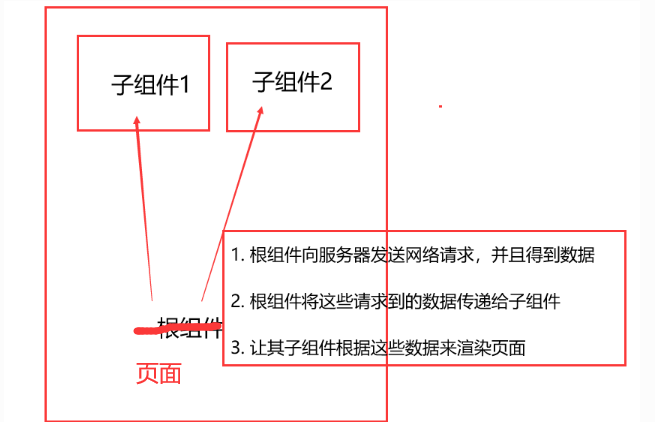 子组件1
子组件2
1. 根组件向服务器发送网络请求，并且得到数据
2. 根组件将这些请求到的数据传递给子组件
3. 让其子组件根据这些数据来渲染页面
根组件
页面